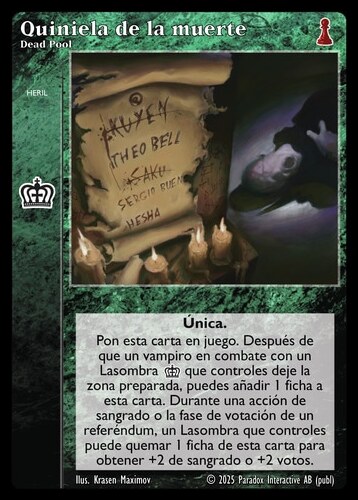 Quiniela de la muerte
Dead Pool
HERIL
KUYEN
THEO BELL
SAKU
SERGIO BUEN
HESHA
Única.
Pon esta carta en juego. Después de
que un vampiro en combate con un
Lasombra que controles deje la
zona preparada, puedes añadir 1 ficha a
esta carta. Durante una acción de
sangrado o la fase de votación de un
referéndum, un Lasombra que controles
puede quemar 1 ficha de esta carta para
obtener +2 de sangrado o +2 votos.
Ilus. Krasen Maximov
© 2025 Paradox Interactive AB (publ)